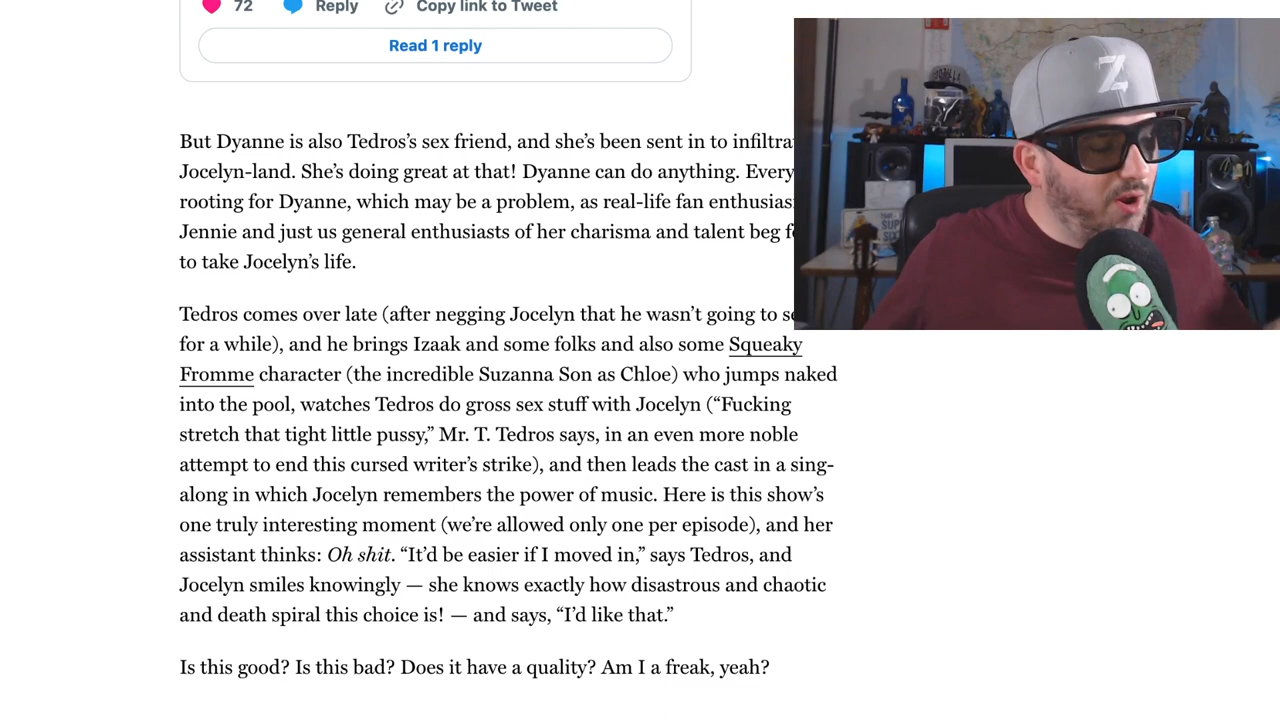 72 Reply Copy link to Tweet
Read 1 reply
But Dyanne is also Tedros’s sex friend, and she’s been sent in to
Jocelyn-land. She’s doing great at that! Dyanne can do anything.
rooting for Dyanne, which may be a problem, as real-life fan
Jennie and just us general enthusiasts of her charisma and talent beg
to take Jocelyn’s life.
Tedros comes over late (after negging Jocelyn that he wasn’t going to
for a while), and he brings Izaak and some folks and also some Squeaky
Fromme character (the incredible Suzanna Son as Chloe) who jumps naked
into the pool, watches Tedros do gross sex stuff with Jocelyn (“Fucking
stretch that tight little pussy,” Mr. T. Tedros says, in an even more noble
attempt to end this cursed writer’s strike), and then leads the cast in a sing-
along in which Jocelyn remembers the power of music. Here is this show’s
one truly interesting moment (we’re allowed only one per episode), and her
assistant thinks: Oh shit. “It’d be easier if I moved in,” says Tedros, and
Jocelyn smiles knowingly — she knows exactly how disastrous and chaotic
and death spiral this choice is! — and says, “I’d like that.”
Is this good? Is this bad? Does it have a quality? Am I a freak, yeah?
Z